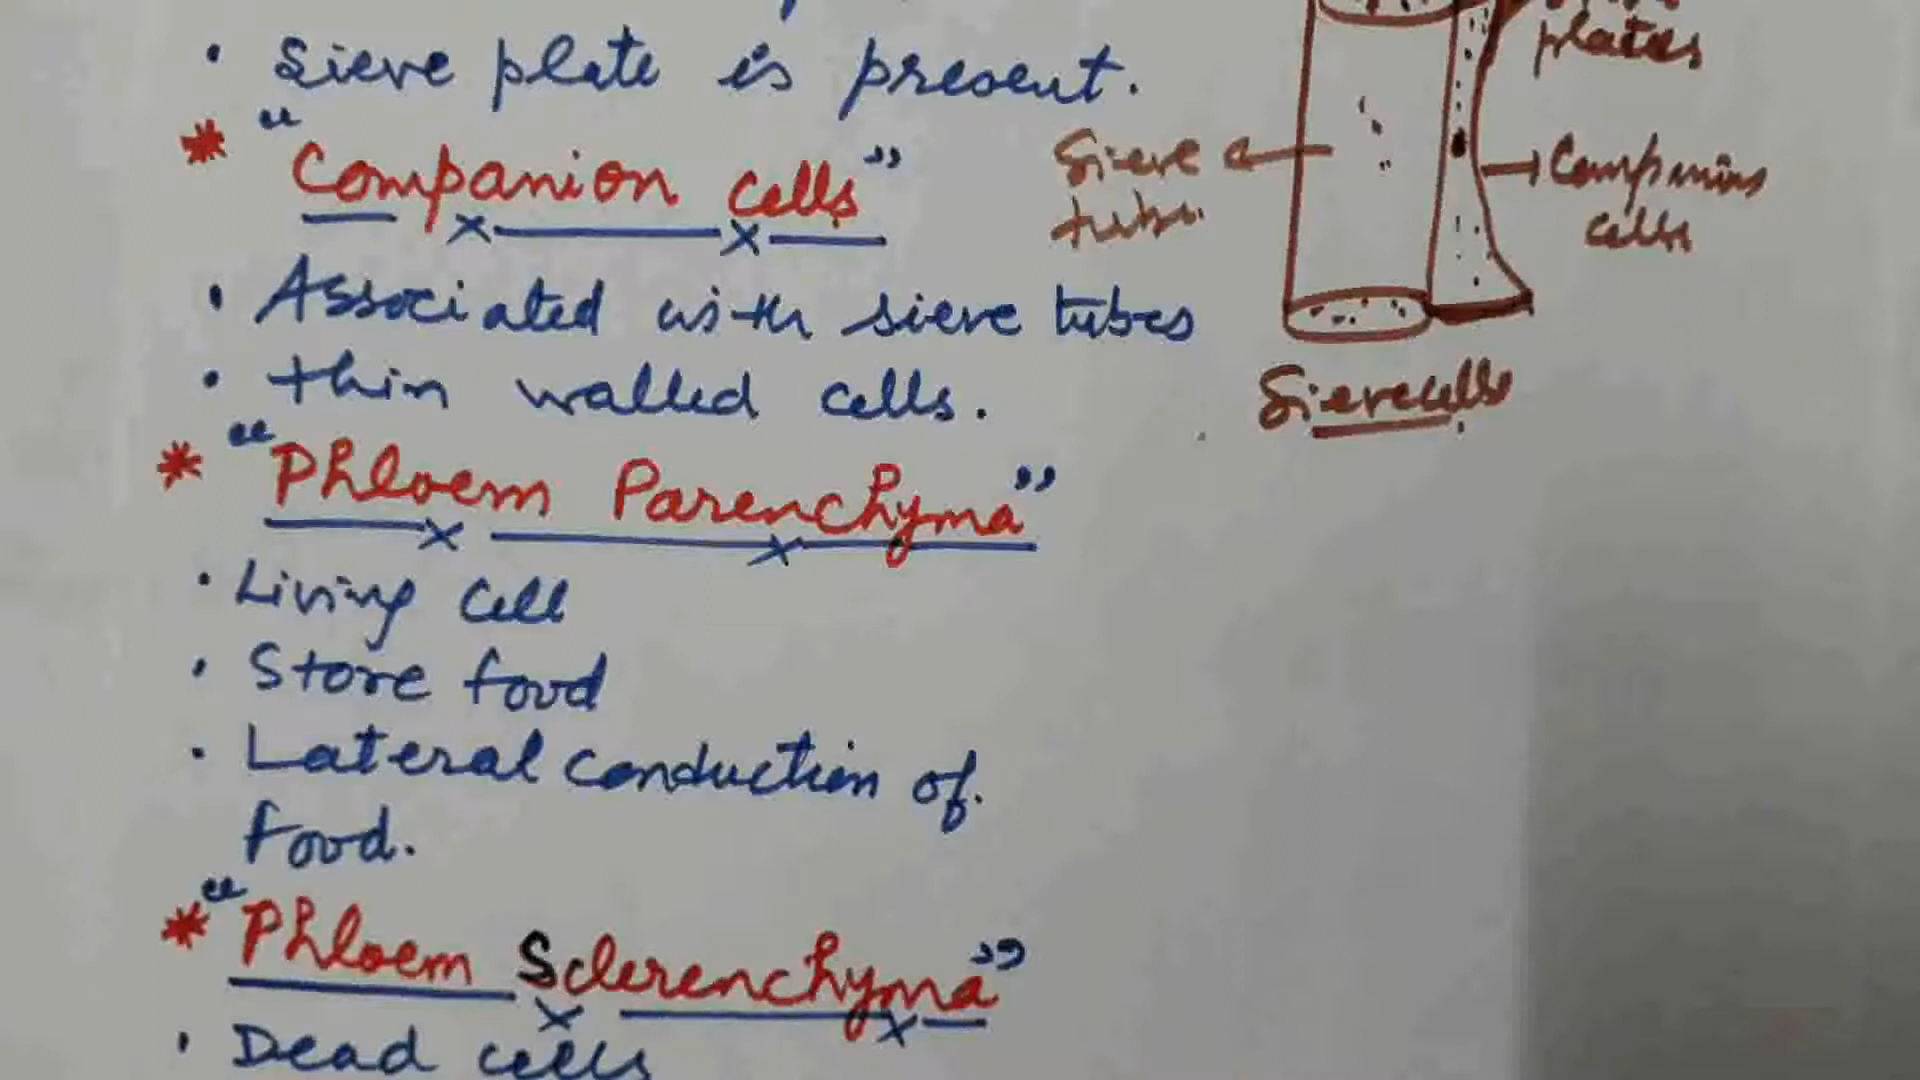 • Sieve plate is present.
* "Companion cells"
• Associated with sieve tubes
• thin walled cells.
* "Phloem Parenchyma"
• Living cell
• Store food
• Lateral conduction of.
food.
* "Phloem Sclerenchyma"
• Dead cells
plates
Sieve
tubs.
Companion
cells
Sieve cells